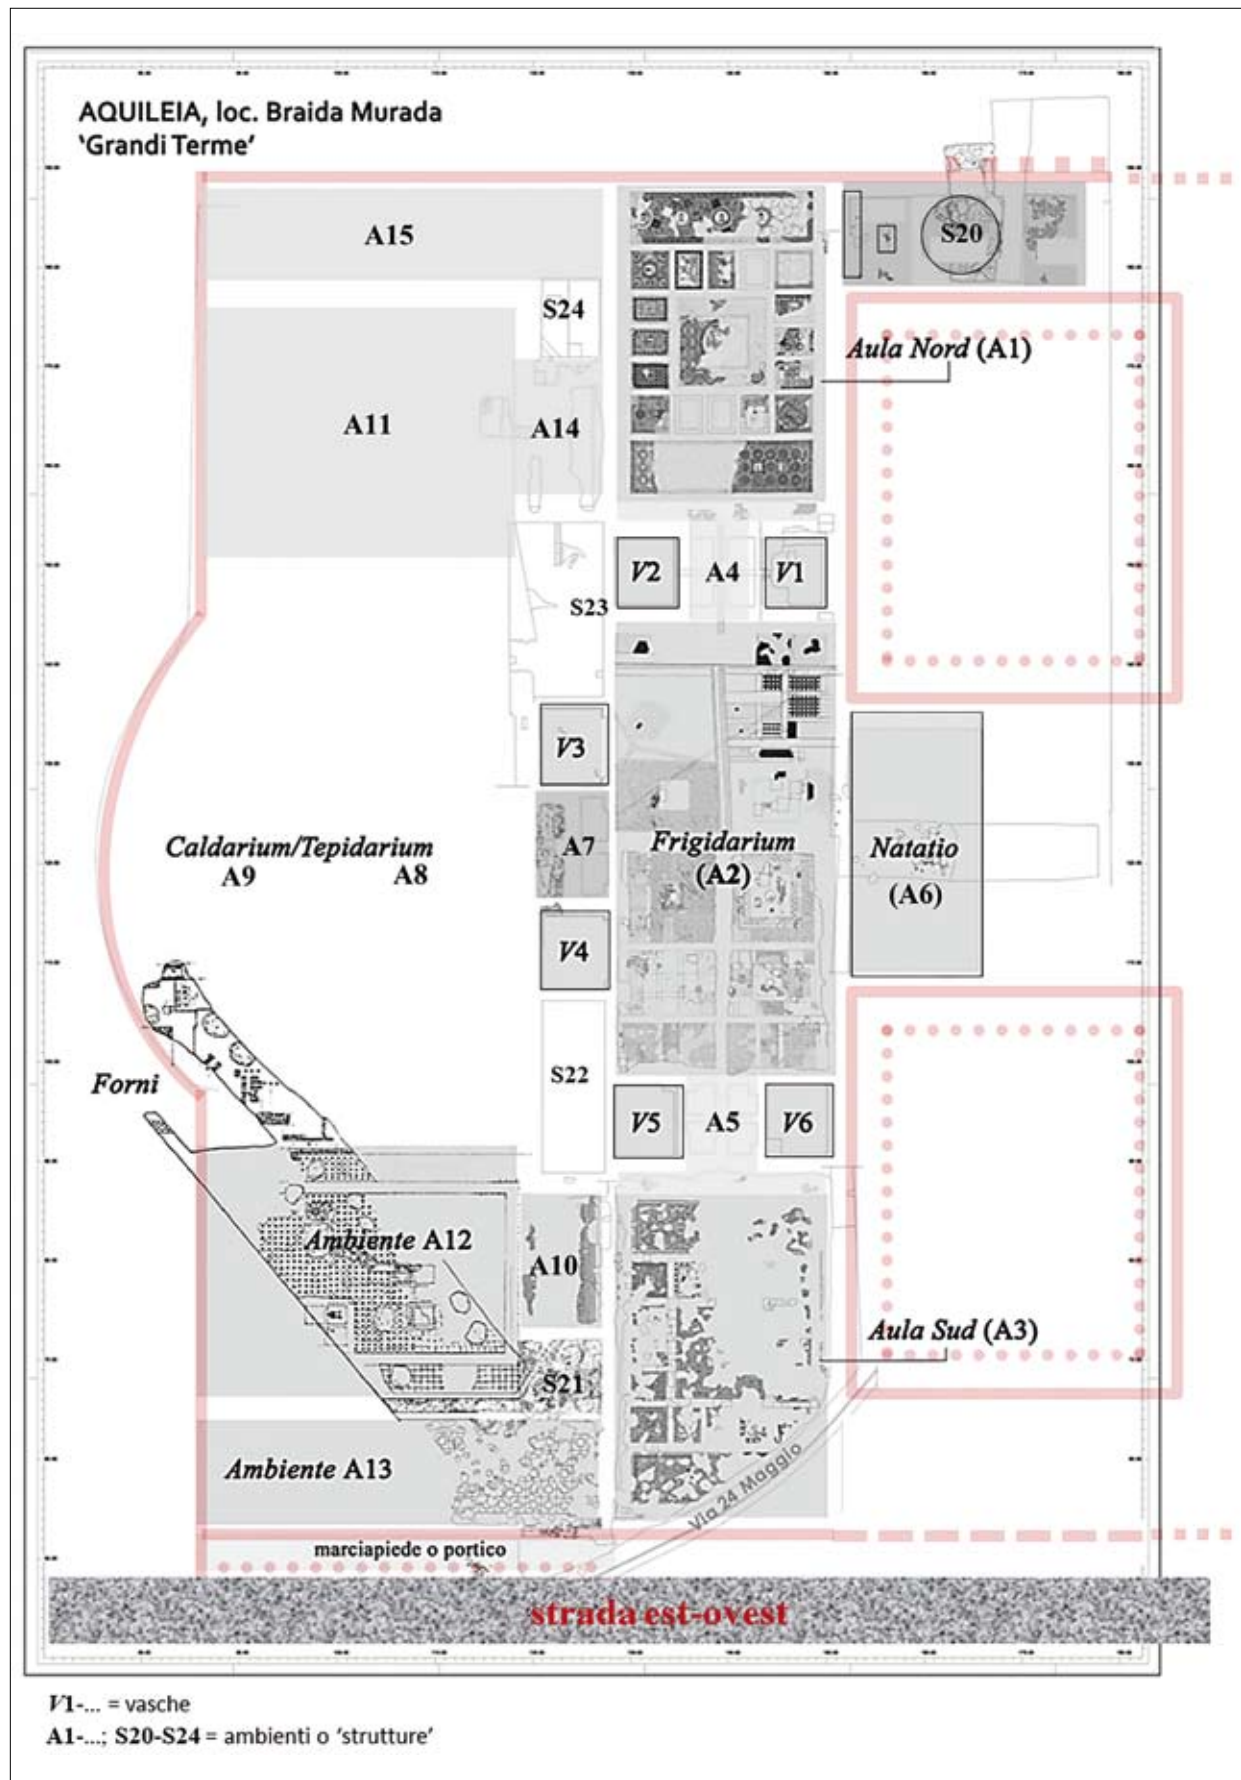 AQUILEIA, loc. Braida Murada
‘Grandi Terme’
A15
S20
S24
Aula Nord (A1)
A11
A14
V2
A4
V1
S23
V3
Caldarium/Tepidarium
A9
A8
A7
Frigidarium
(A2)
Natatio
(A6)
V4
Forni
S22
V5
A5
V6
Ambiente A12
A10
Aula Sud (A3)
S21
Ambiente A13
Via 24 Maggio
marciapiede o portico
strada est-ovest
V1-... = vasche
A1-...; S20-S24 = ambienti o ‘strutture’